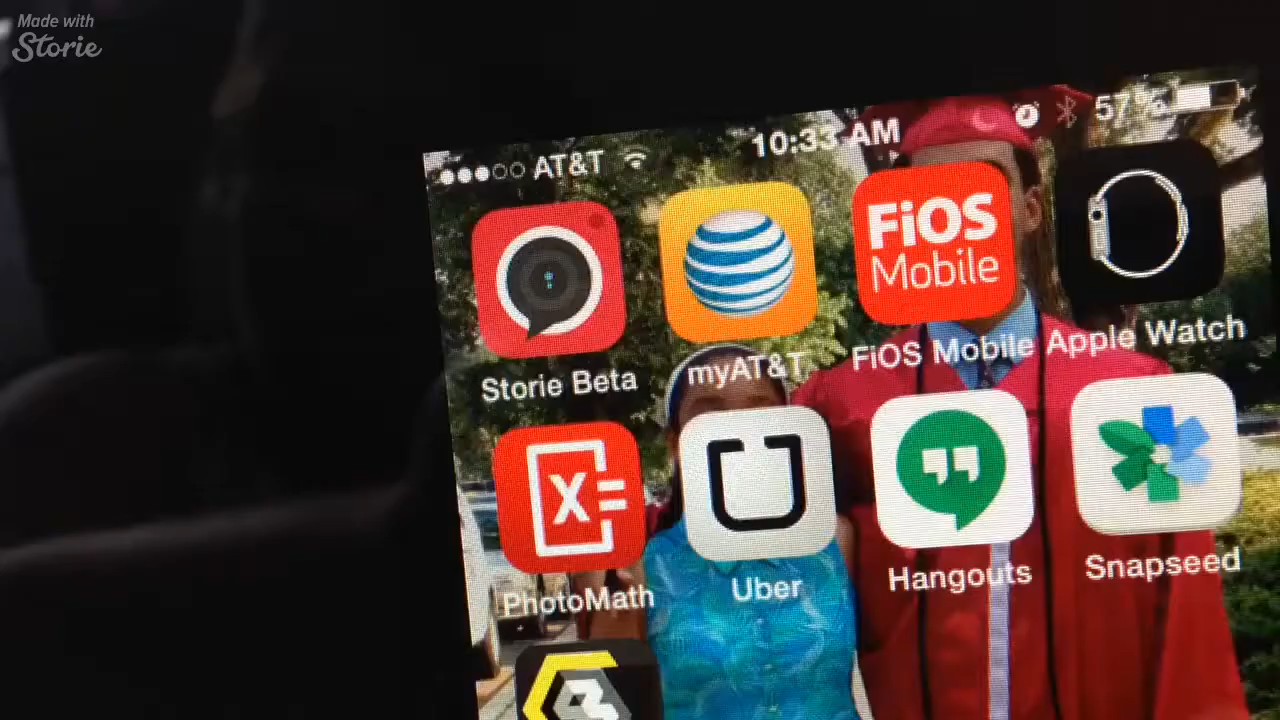 Made with
Storie
AT&T 10:33 AM 57%
FiOS
Mobile
Storie Beta myAT&T FiOS Mobile Apple Watch
X=
PhotoMath Uber Hangouts Snapseed